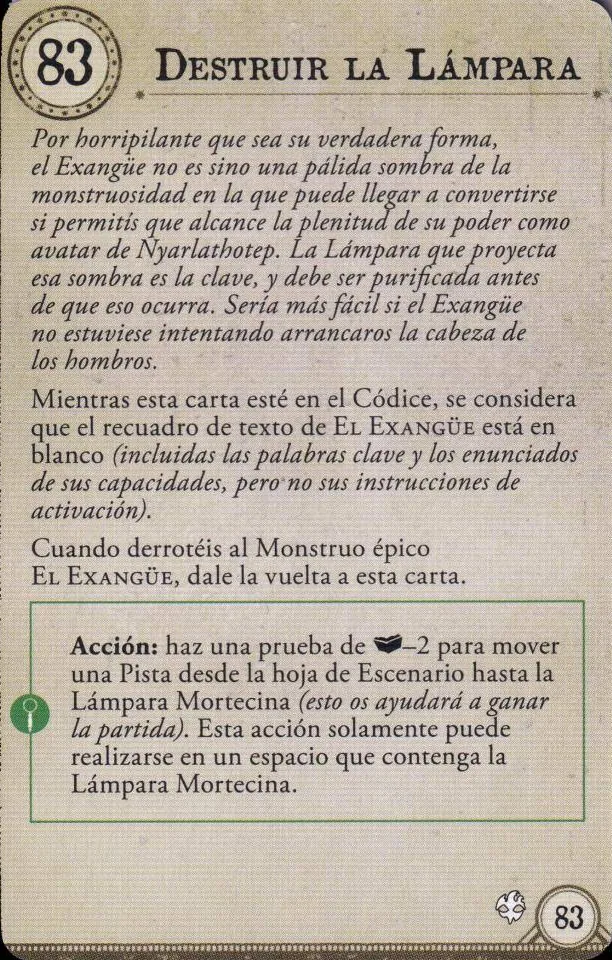 83
Destruir la Lámpara
Por horripilante que sea su verdadera forma,
el Exangüe no es sino una pálida sombra de la
monstruosidad en la que puede llegar a convertirse
si permitís que alcance la plenitud de su poder como
avatar de Nyarlathotep. La Lámpara que proyecta
esa sombra es la clave, y debe ser purificada antes
de que eso ocurra. Sería más fácil si el Exangüe
no estuviese intentando arrancaros la cabeza de
los hombros.
Mientras esta carta esté en el Códice, se considera
que el recuadro de texto de El Exangüe está en
blanco (incluidas las palabras clave y los enunciados
de sus capacidades, pero no sus instrucciones de
activación).
Cuando derrotéis al Monstruo épico
El Exangüe, dale la vuelta a esta carta.
Acción: haz una prueba de –2 para mover
una Pista desde la hoja de Escenario hasta la
Lámpara Mortecina (esto os ayudará a ganar
la partida). Esta acción solamente puede
realizarse en un espacio que contenga la
Lámpara Mortecina.
83